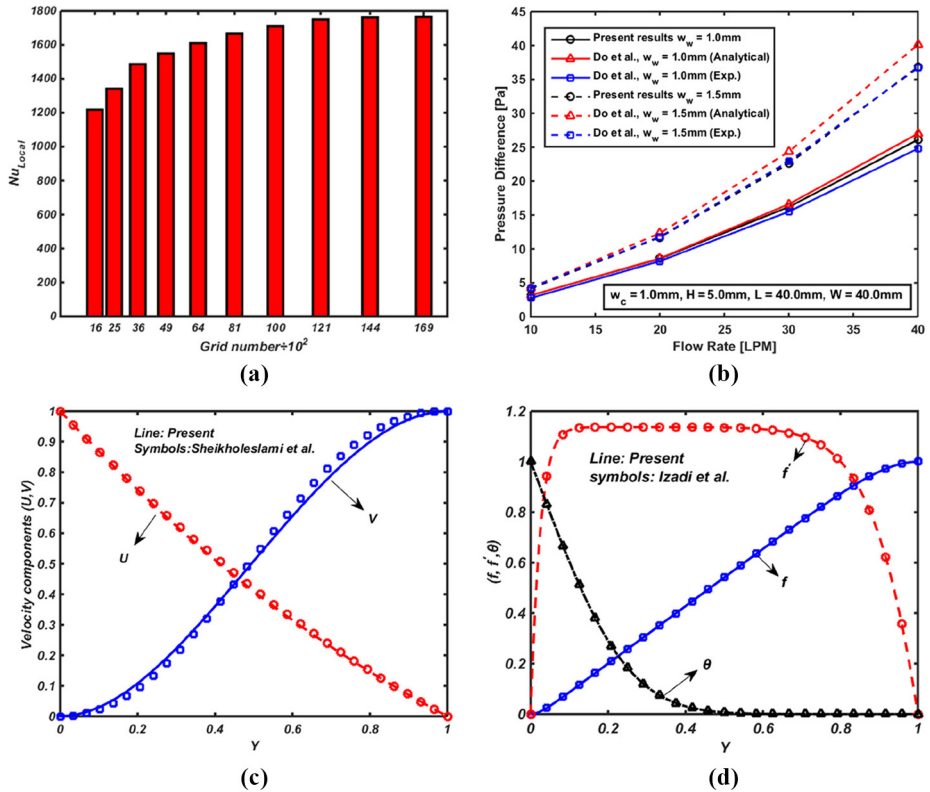 1800
1600
1400
1200
1000
800
600
400
200
0
Nu_Local
16 25 36 49 64 81 100 121 144 169
Grid number÷10²
(a)
45
40
35
30
25
20
15
10
5
0
Pressure Difference [Pa]
Present results w_w = 1.0mm
Do et al., w_w = 1.0mm (Analytical)
Do et al., w_w = 1.0mm (Exp.)
Present results w_w = 1.5mm
Do et al., w_w = 1.5mm (Analytical)
Do et al., w_w = 1.5mm (Exp.)
w_c = 1.0mm, H = 5.0mm, L = 40.0mm, W = 40.0mm
10 15 20 25 30 35 40
Flow Rate [LPM]
(b)
1
0.9
0.8
0.7
0.6
0.5
0.4
0.3
0.2
0.1
0
Velocity components (U,V)
Line: Present
Symbols:Sheikholeslami et al.
V
U
0 0.2 0.4 0.6 0.8 1
Y
(c)
1.2
1
0.8
0.6
0.4
0.2
0
(f, f′,θ)
Line: Present
symbols: Izadi et al.
f′
f
θ
0 0.2 0.4 0.6 0.8 1
Y
(d)